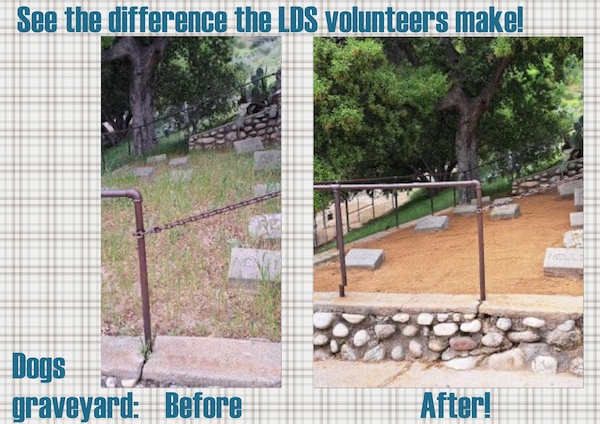 See the difference the LDS volunteers make!
Dogs
graveyard: Before
After!